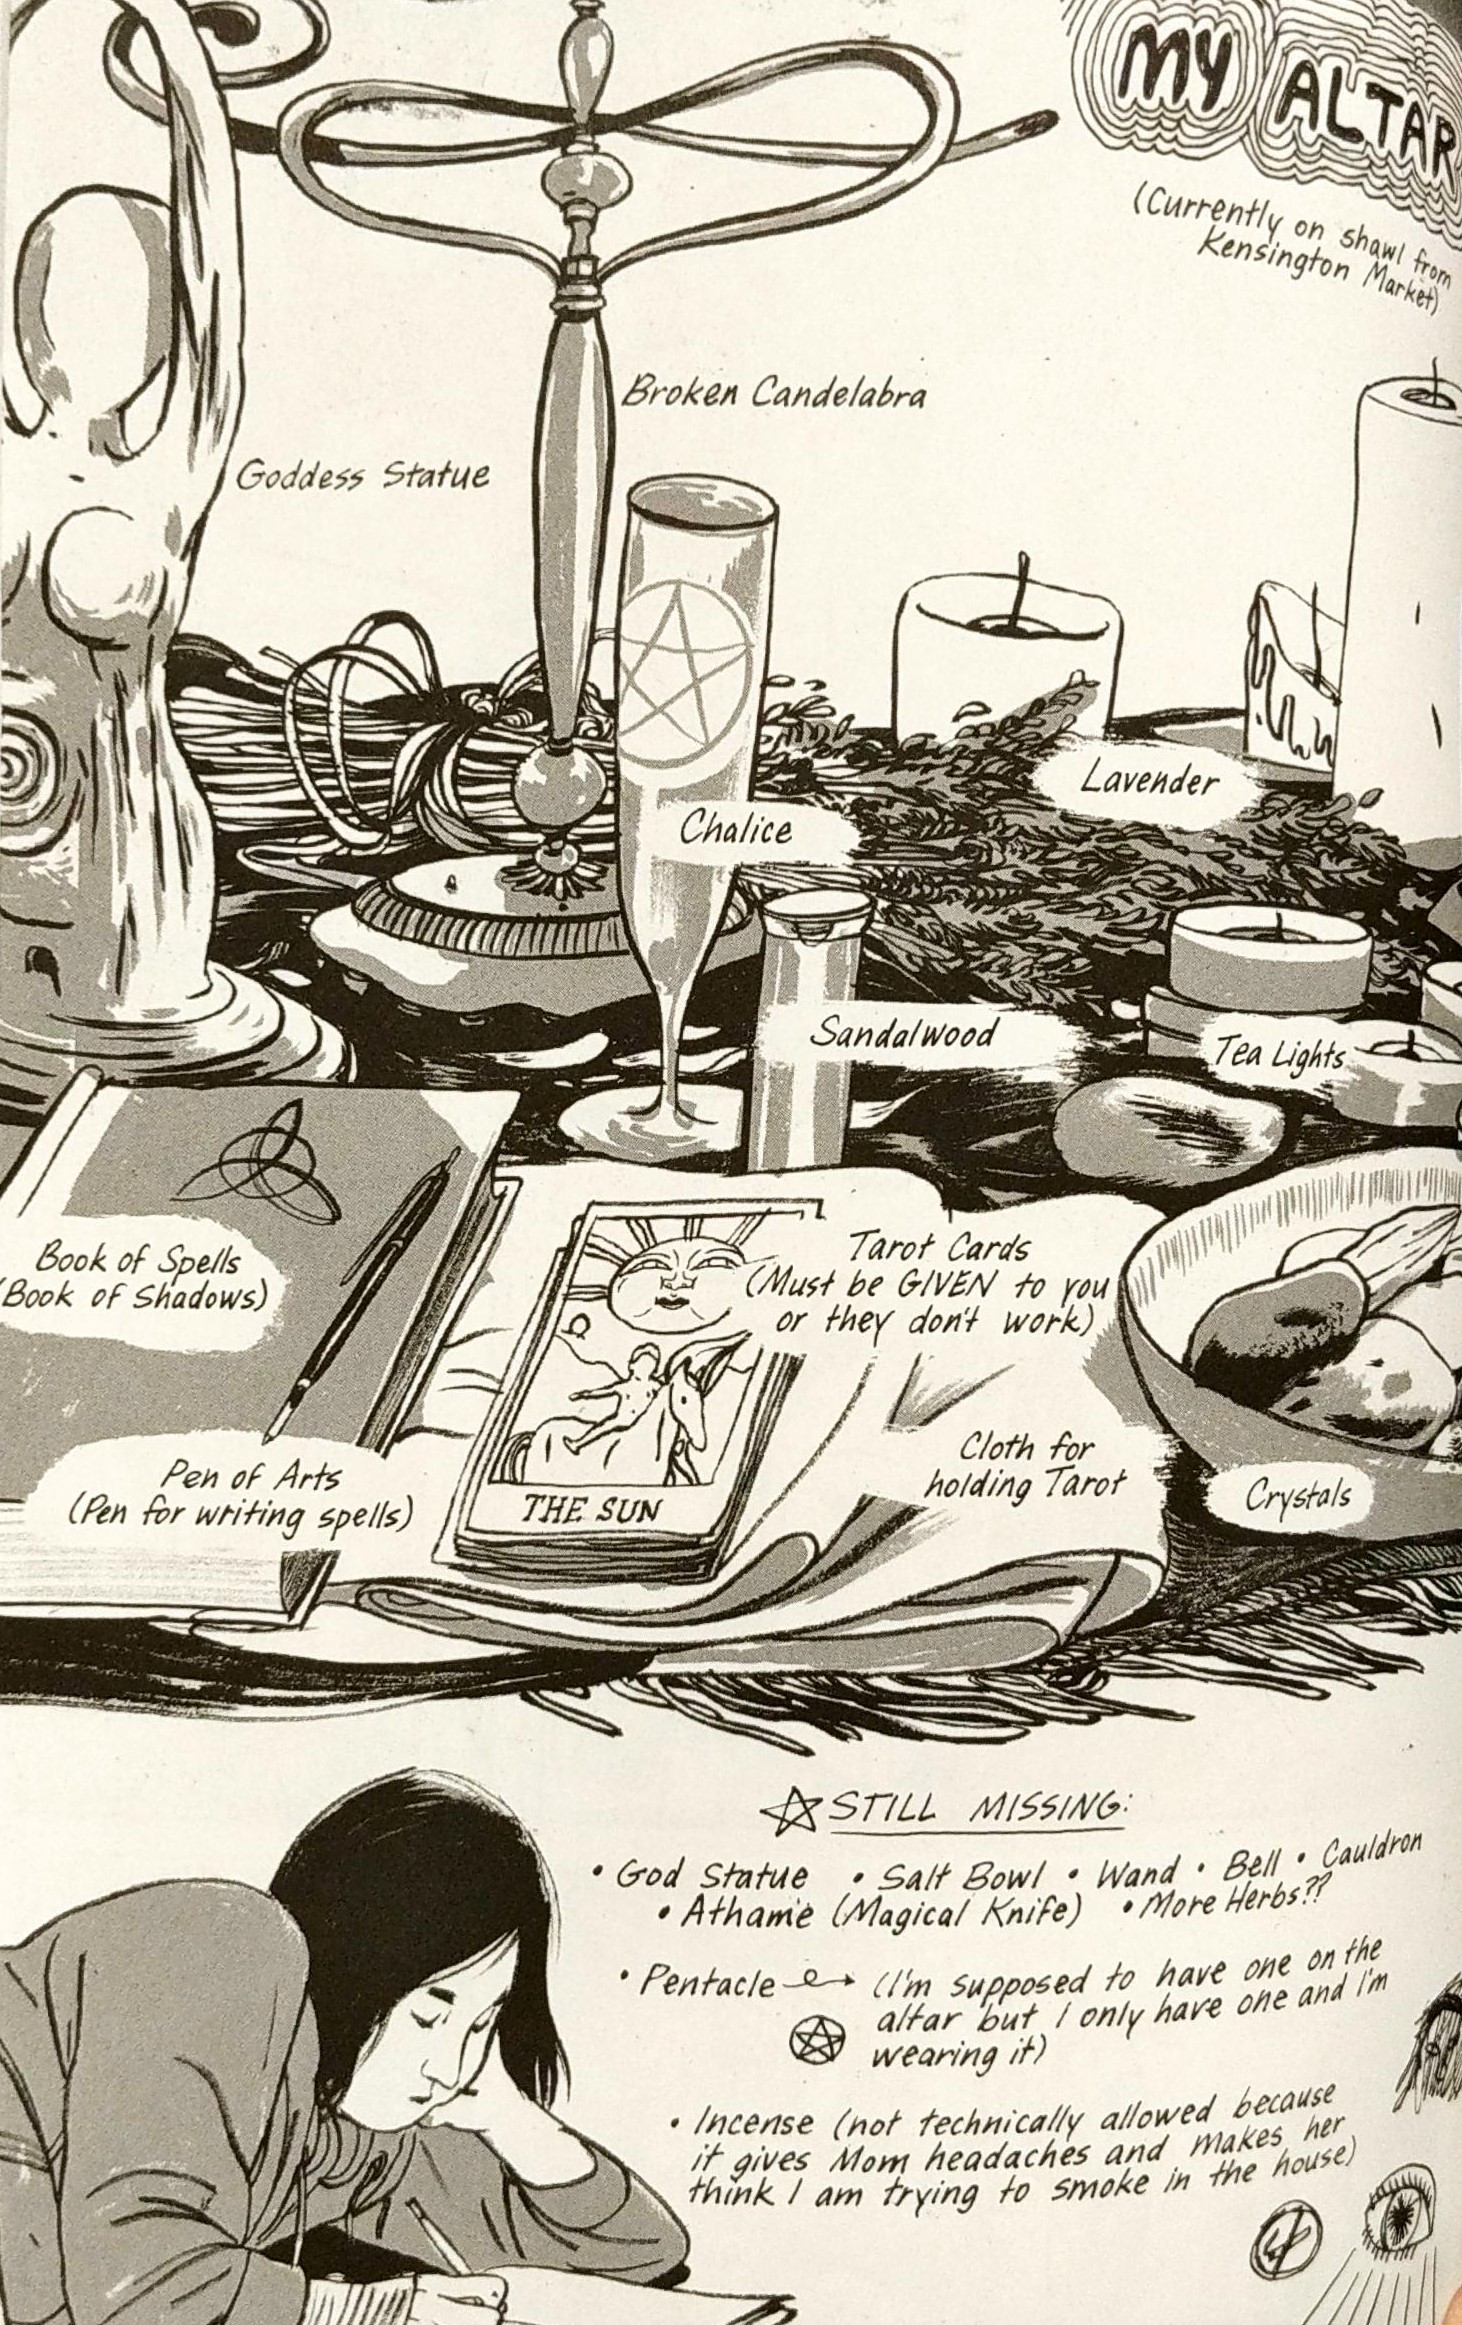 MY ALTAR
(Currently on shawl from
Kensington Market)
Broken Candelabra
Goddess Statue
Lavender
Chalice
Sandalwood
Tea Lights
Book of Spells
(Book of Shadows)
Tarot Cards
(Must be GIVEN to you
or they don't work)
Pen of Arts
(Pen for writing spells)
THE SUN
Cloth for
holding Tarot
Crystals
STILL MISSING:
• God Statue • Salt Bowl • Wand • Bell • Cauldron
• Athame (Magical Knife) • More Herbs??
• Pentacle (I'm supposed to have one on the
altar but I only have one and I'm
wearing it)
• Incense (not technically allowed because
it gives Mom headaches and makes her
think I am trying to smoke in the house)